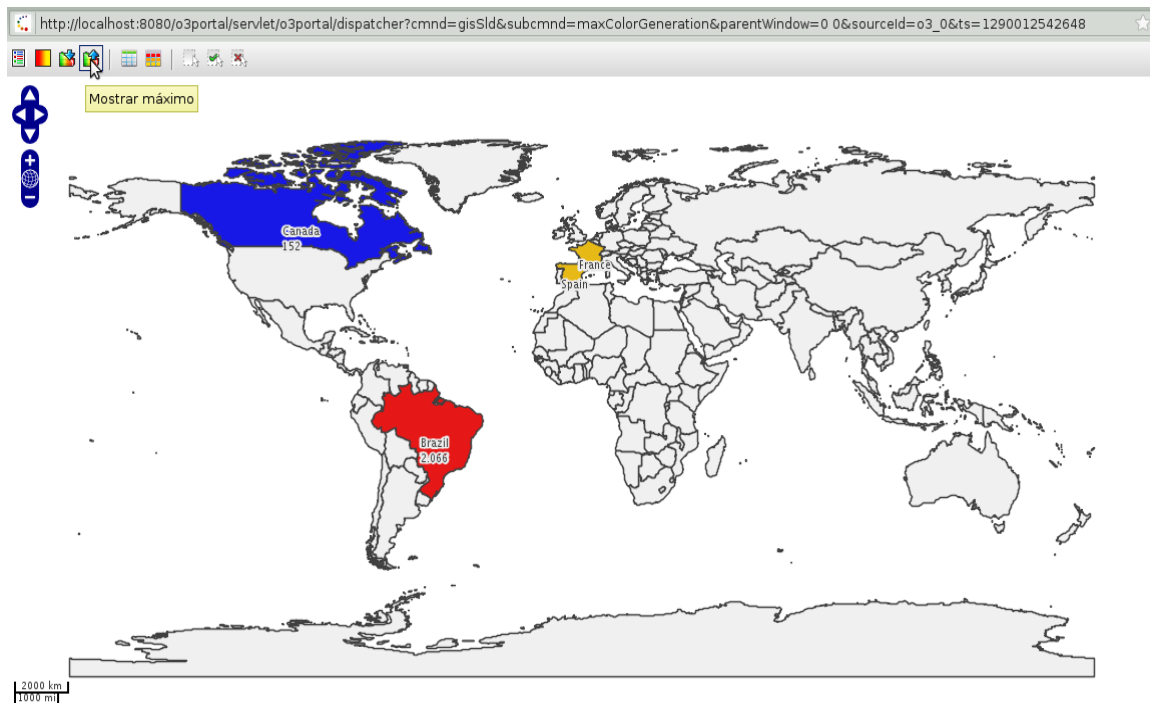 http://localhost:8080/o3portal/servlet/o3portal/dispatcher?cmnd=gisSld&subcmnd=maxColorGeneration&parentWindow=0 0&sourceId=o3_0&ts=1290012542648
Mostrar máximo
Canada
152
France
Spain
Brazil
2.066
2000 km
1000 mi